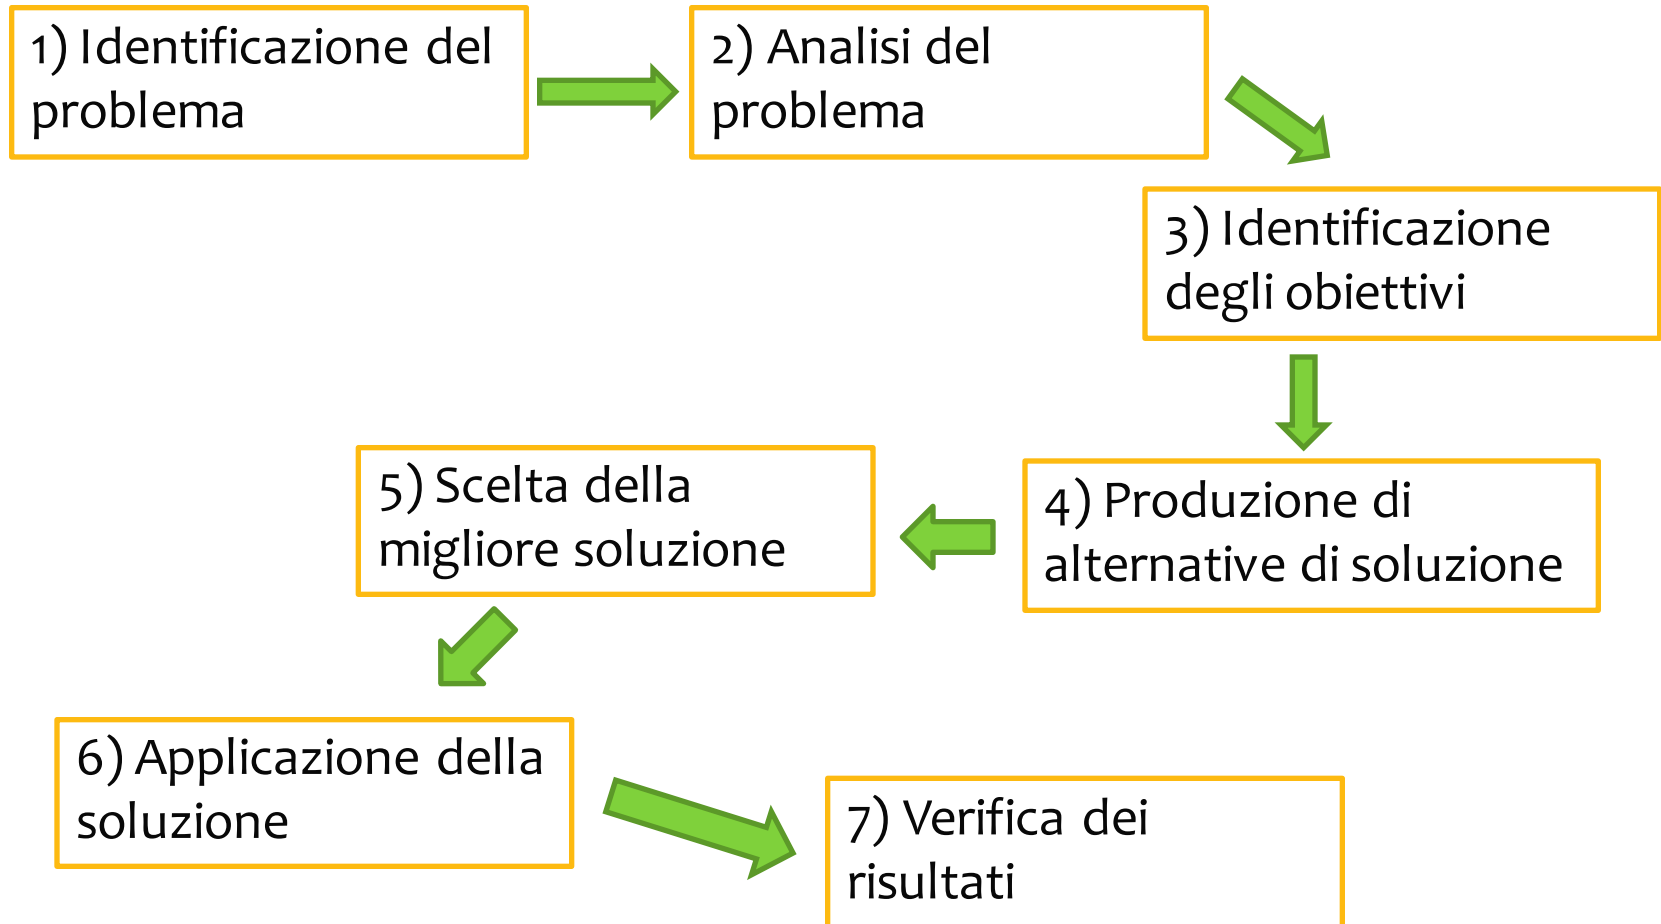 1) Identificazione del
problema
2) Analisi del
problema
3) Identificazione
degli obiettivi
4) Produzione di
alternative di soluzione
5) Scelta della
migliore soluzione
6) Applicazione della
soluzione
7) Verifica dei
risultati